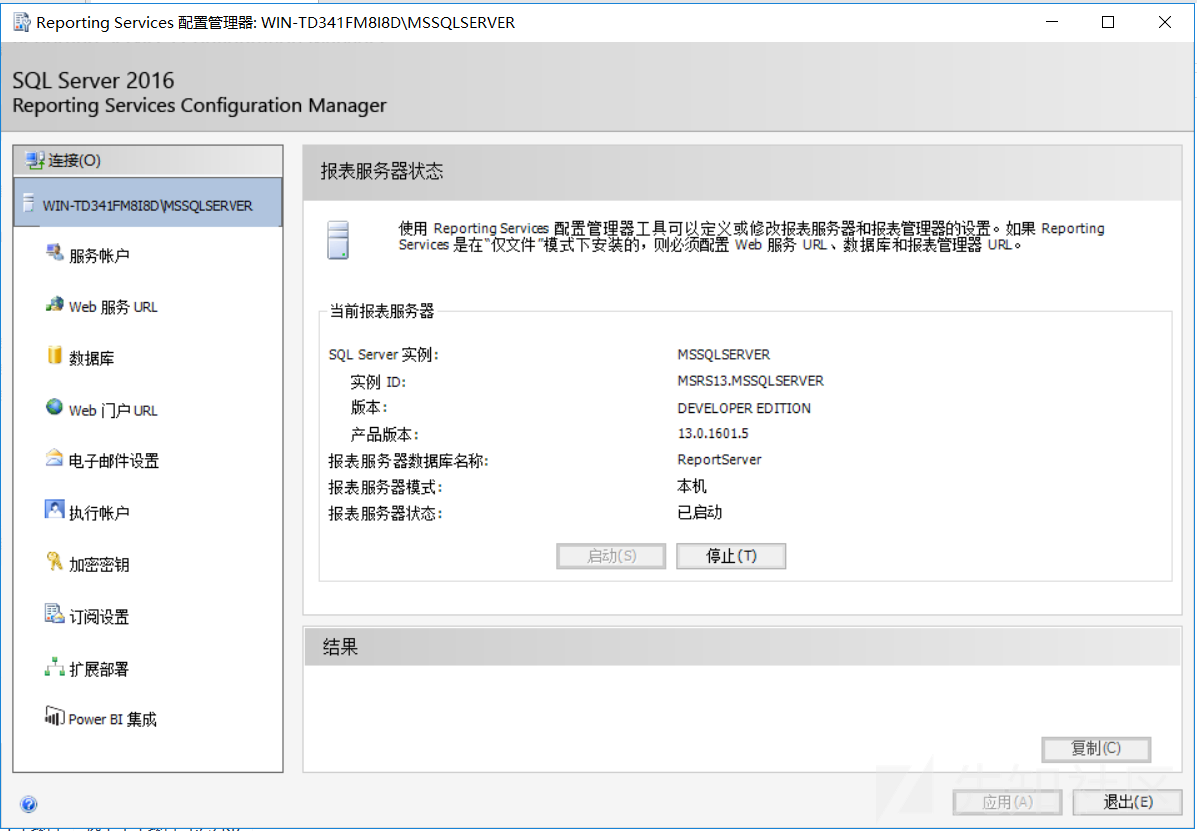 Reporting Services 配置管理器: WIN-TD341FM8I8D\MSSQLSERVER
SQL Server 2016
Reporting Services Configuration Manager
连接(O)
WIN-TD341FM8I8D\MSSQLSERVER
服务帐户
Web 服务 URL
数据库
Web 门户 URL
电子邮件设置
执行帐户
加密密钥
订阅设置
扩展部署
Power BI 集成
报表服务器状态
使用 Reporting Services 配置管理器工具可以定义或修改报表服务器和报表管理器的设置。如果 Reporting
Services 是在“仅文件”模式下安装的，则必须配置 Web 服务 URL、数据库和报表管理器 URL。
当前报表服务器
SQL Server 实例: MSSQLSERVER
实例 ID: MSRS13.MSSQLSERVER
版本: DEVELOPER EDITION
产品版本: 13.0.1601.5
报表服务器数据库名称: ReportServer
报表服务器模式: 本机
报表服务器状态: 已启动
启动(S) 停止(T)
结果
复制(C)
先知社区
应用(A) 退出(E)